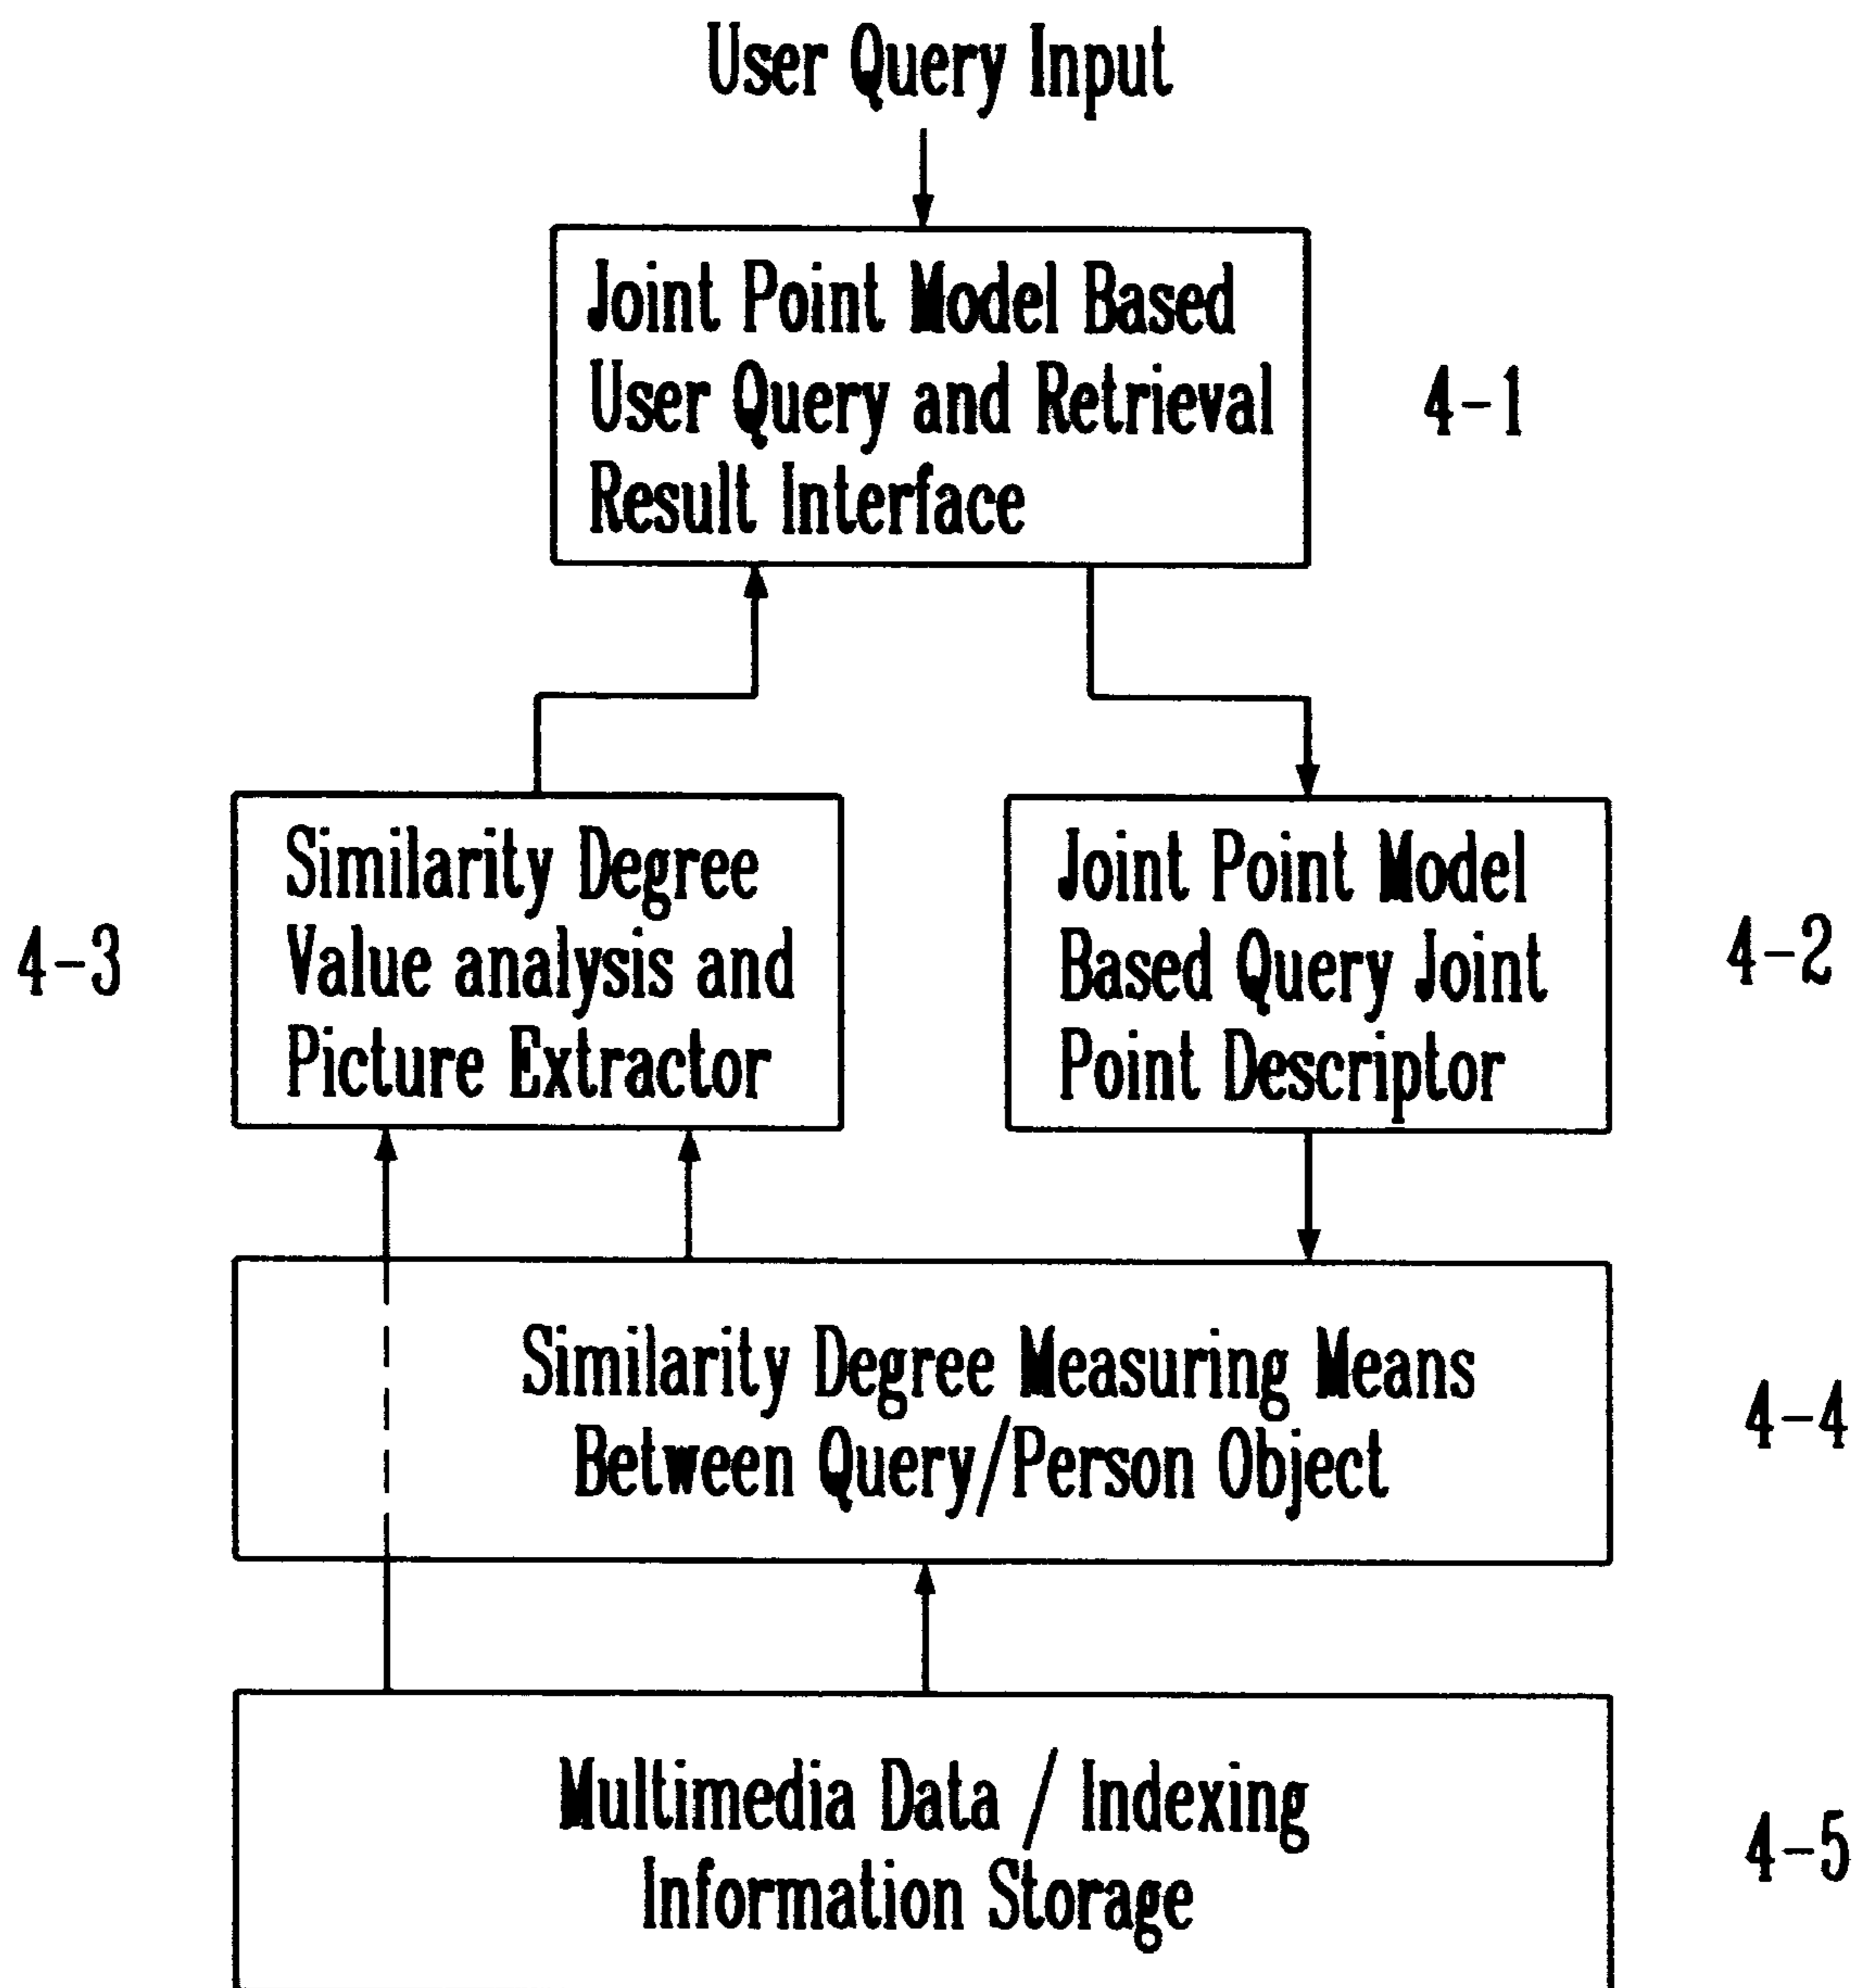 User Query Input
Joint Point Model Based
User Query and Retrieval
Result Interface
4-1
Similarity Degree
Value analysis and
Picture Extractor
4-3
Joint Point Model
Based Query Joint
Point Descriptor
4-2
Similarity Degree Measuring Means
Between Query/Person Object
4-4
Multimedia Data / Indexing
Information Storage
4-5